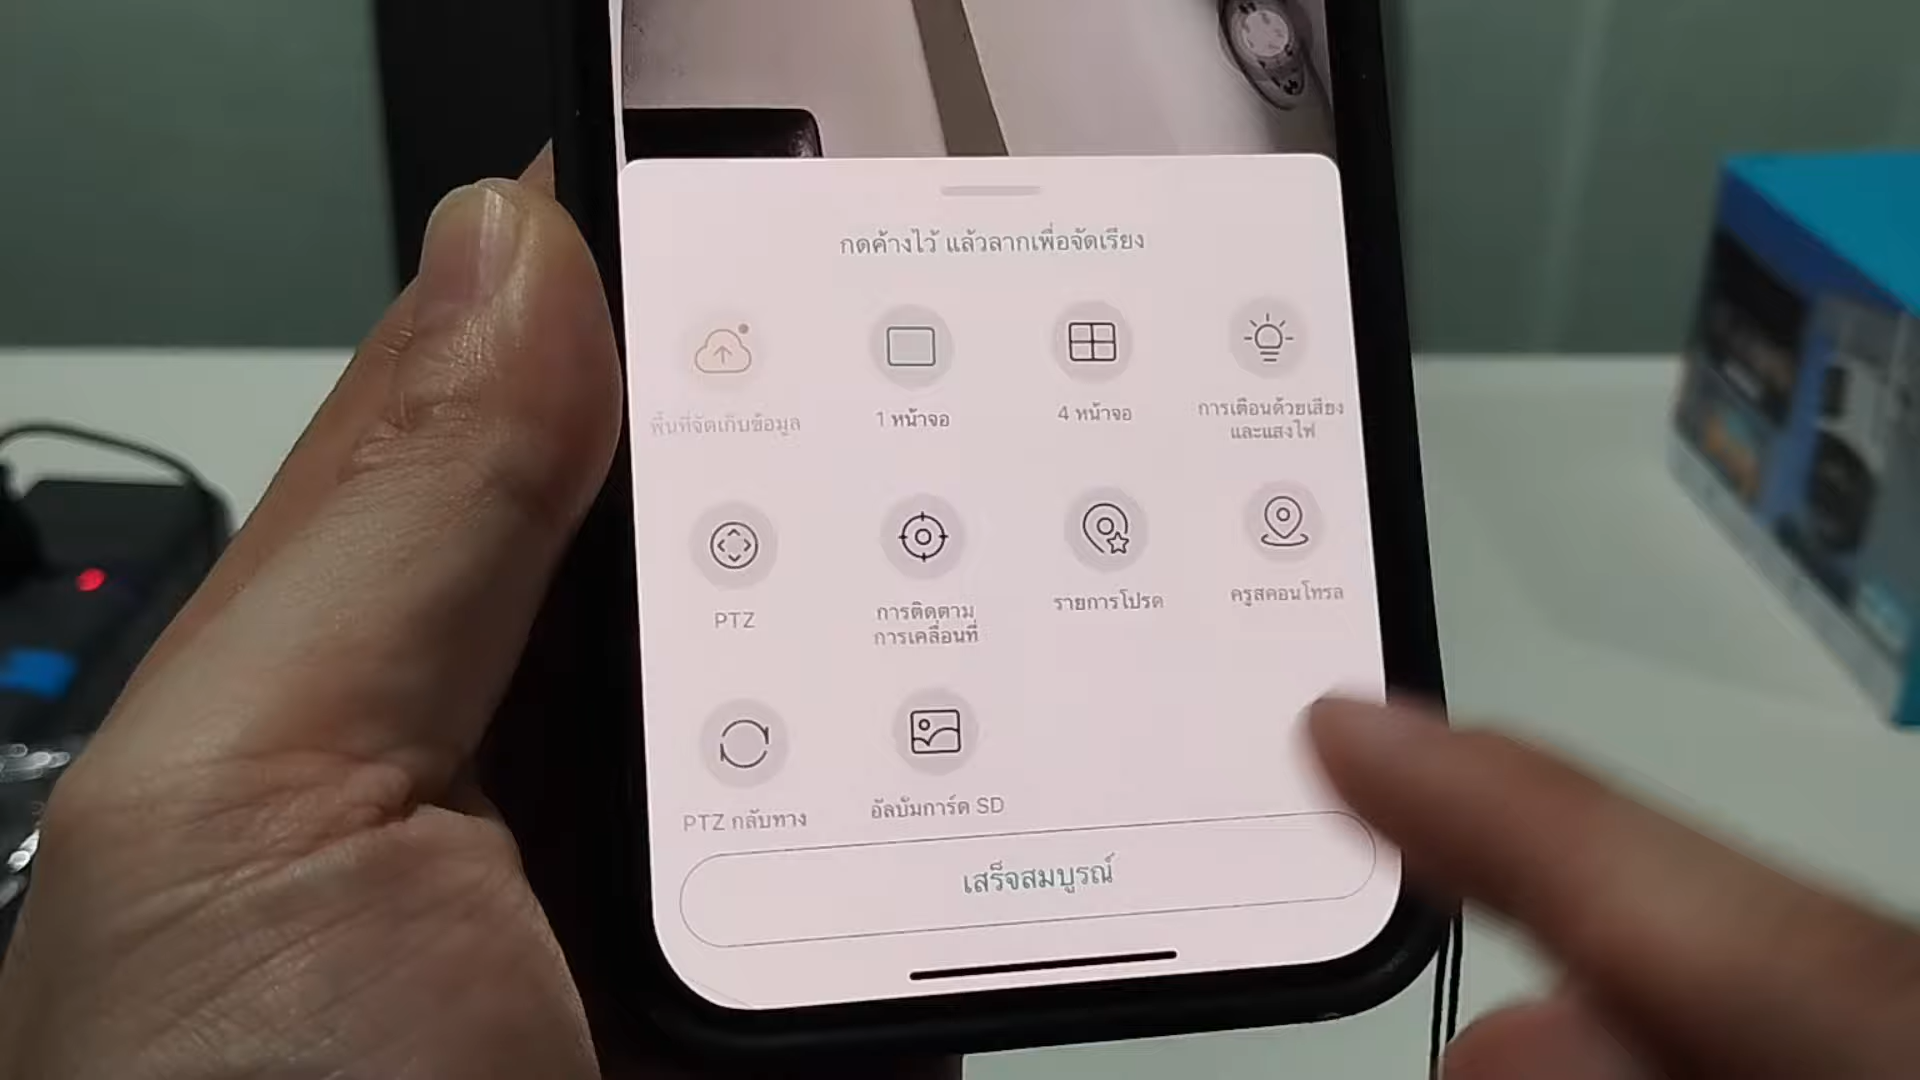 กดค้างไว้ แล้วลากเพื่อจัดเรียง
พื้นที่จัดเก็บข้อมูล
1 หน้าจอ
4 หน้าจอ
การเตือนด้วยเสียง
และแสงไฟ
PTZ
การติดตาม
การเคลื่อนที่
รายการโปรด
ครูสคอนโทรล
PTZ กลับทาง
อัลบัมการ์ด SD
เสร็จสมบูรณ์